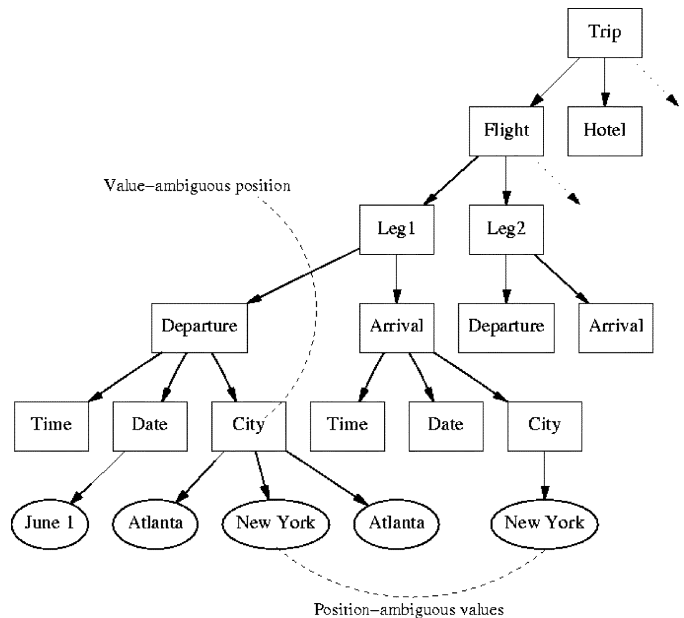 Trip
Flight
Hotel
Value-ambiguous position
Leg1
Leg2
Departure
Arrival
Departure
Arrival
Time
Date
City
Time
Date
City
June 1
Atlanta
New York
Atlanta
New York
Position-ambiguous values